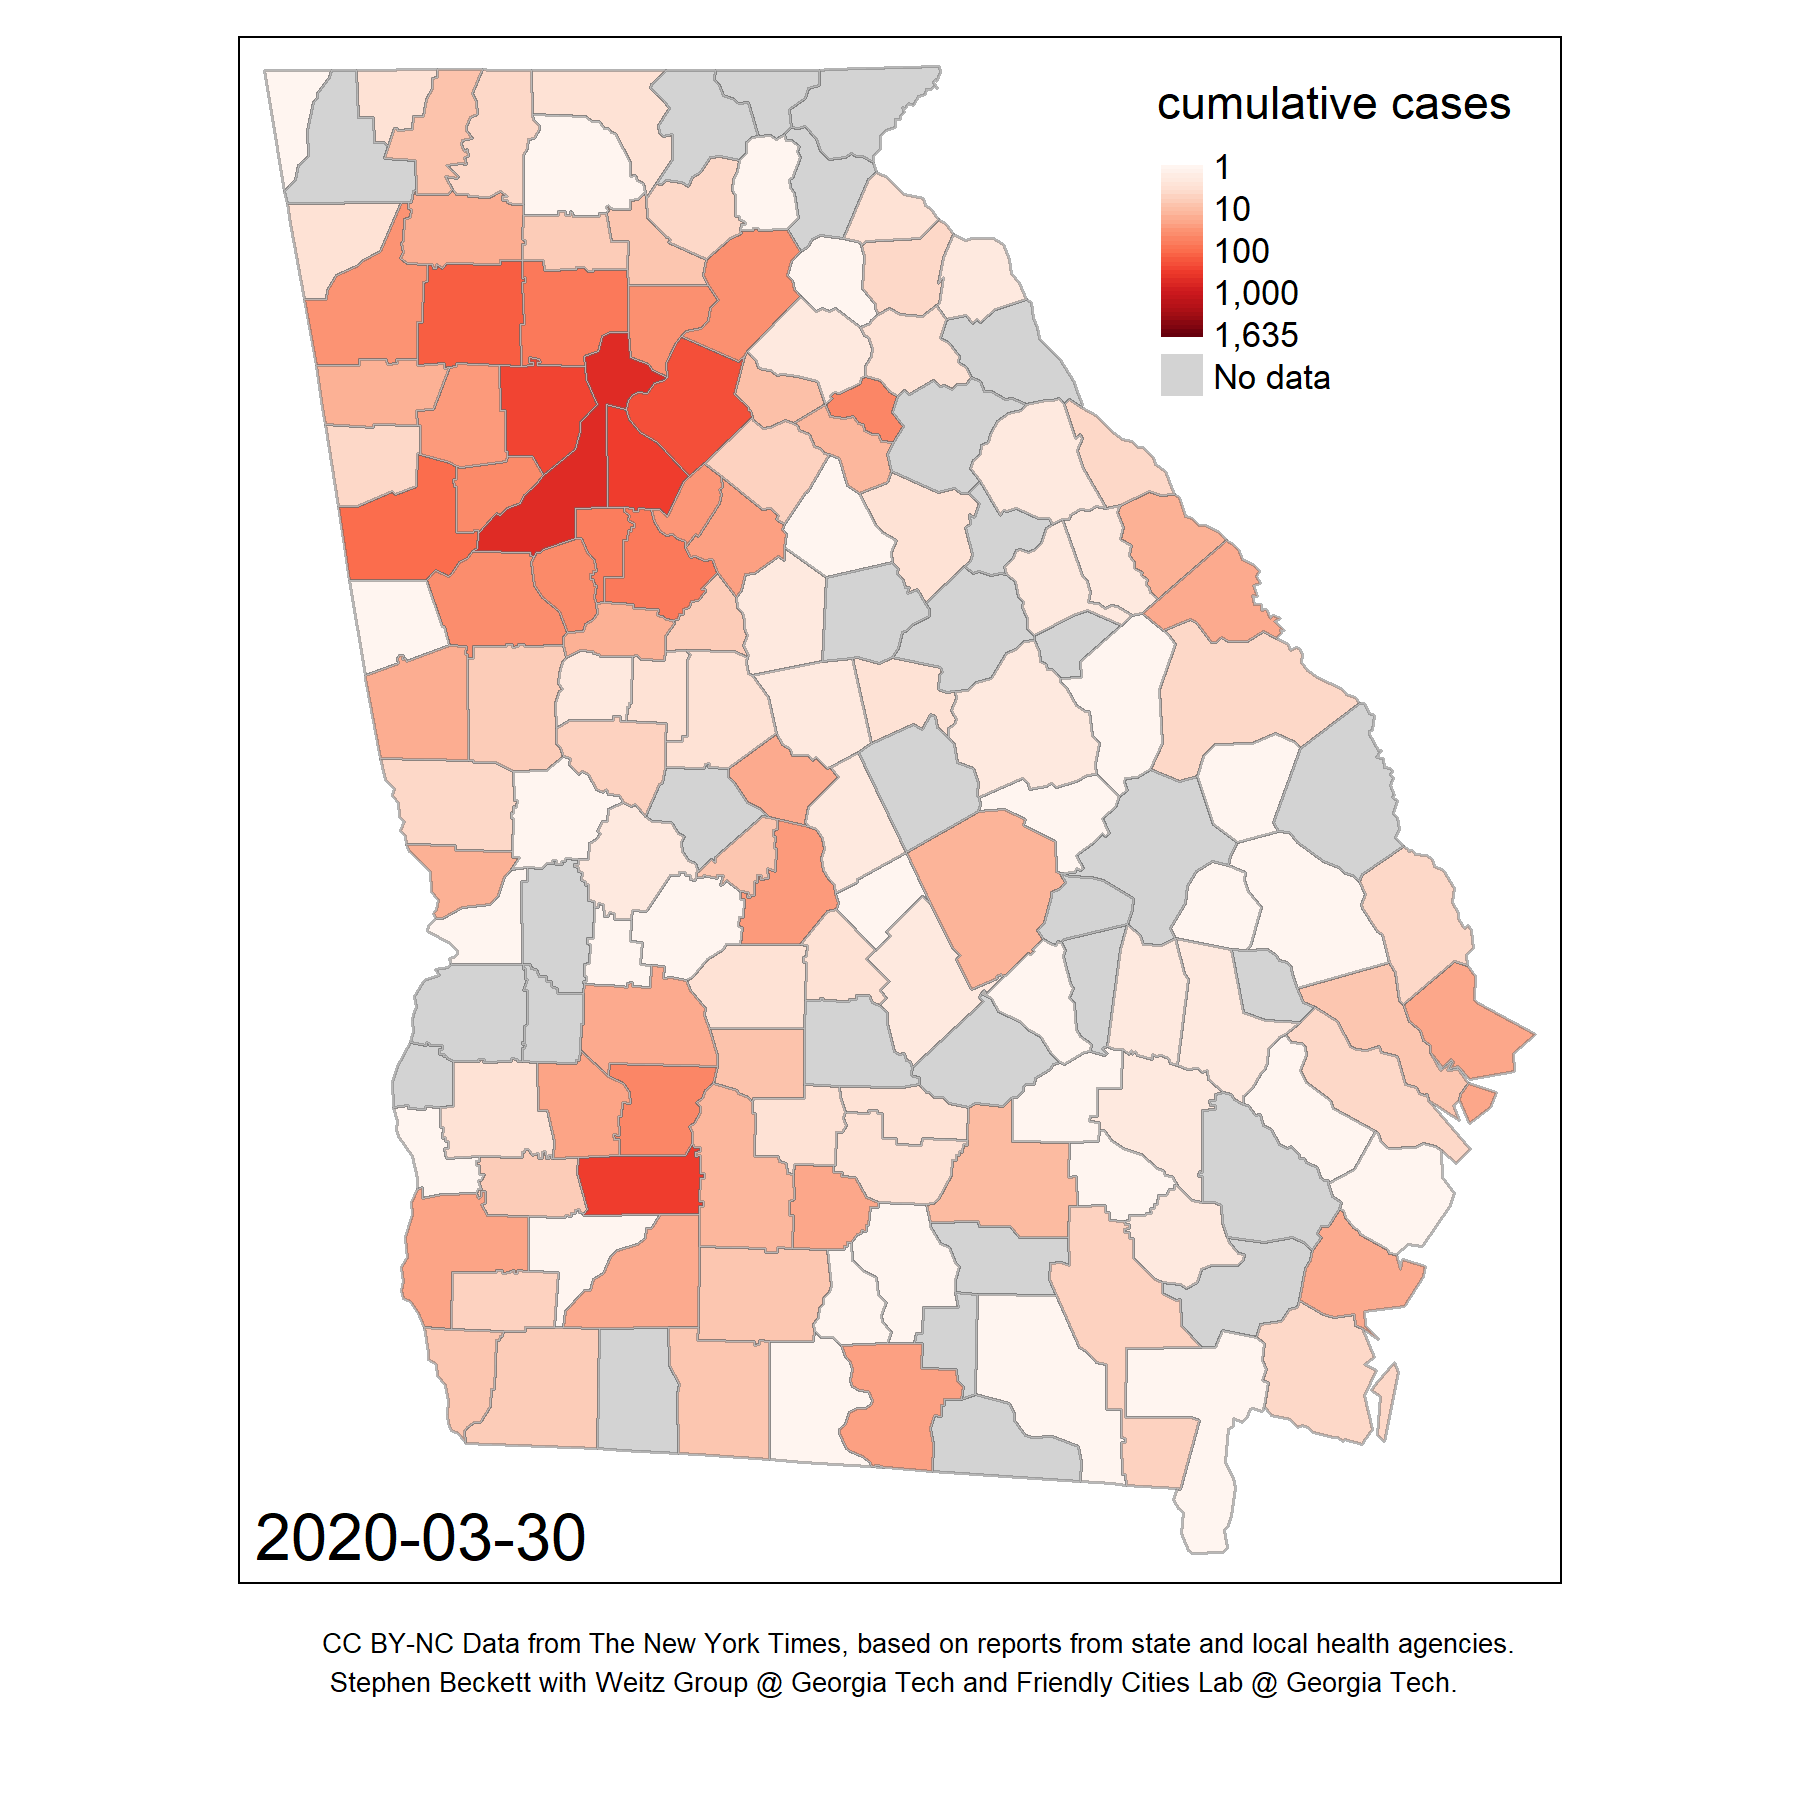 cumulative cases
1
10
100
1,000
1,635
No data
2020-03-30
CC BY-NC Data from The New York Times, based on reports from state and local health agencies.
Stephen Beckett with Weitz Group @ Georgia Tech and Friendly Cities Lab @ Georgia Tech.